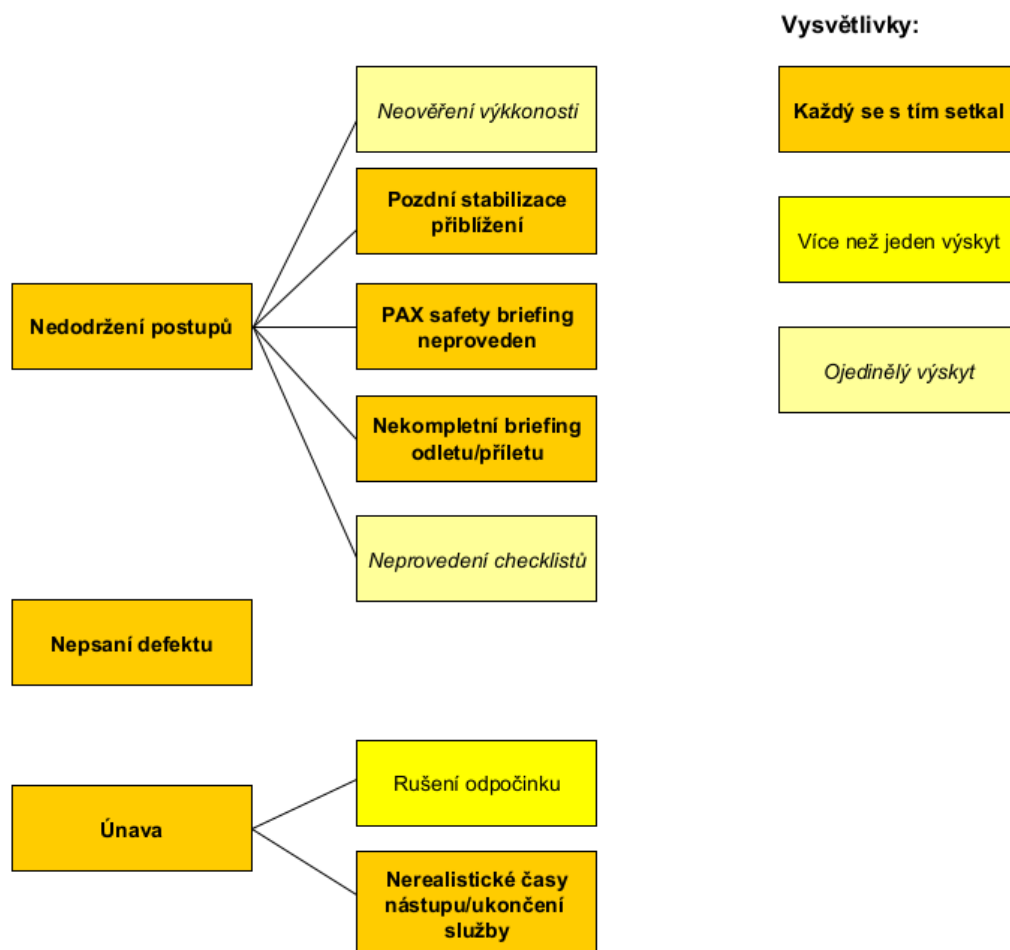 Vysvětlivky:
Každý se s tím setkal
Více než jeden výskyt
Ojedinělý výskyt
Nedodržení postupů
Neověření výkkonosti
Pozdní stabilizace
přiblížení
PAX safety briefing
neproveden
Nekompletní briefing
odletu/příletu
Neprovedení checklistů
Nepsaní defektu
Únava
Rušení odpočinku
Nerealistické časy
nástupu/ukončení
služby